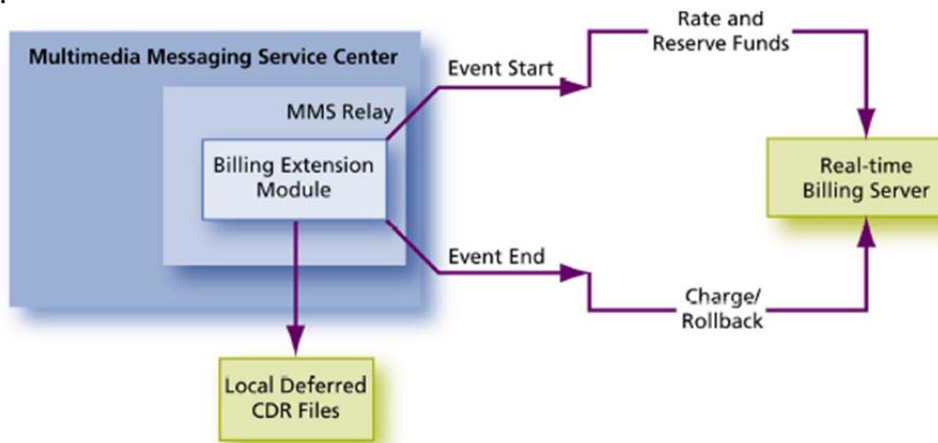 Rate and
Reserve Funds
Multimedia Messaging Service Center
Event Start
MMS Relay
Billing Extension
Module
Real-time
Billing Server
Event End
Charge/
Rollback
Local Deferred
CDR Files